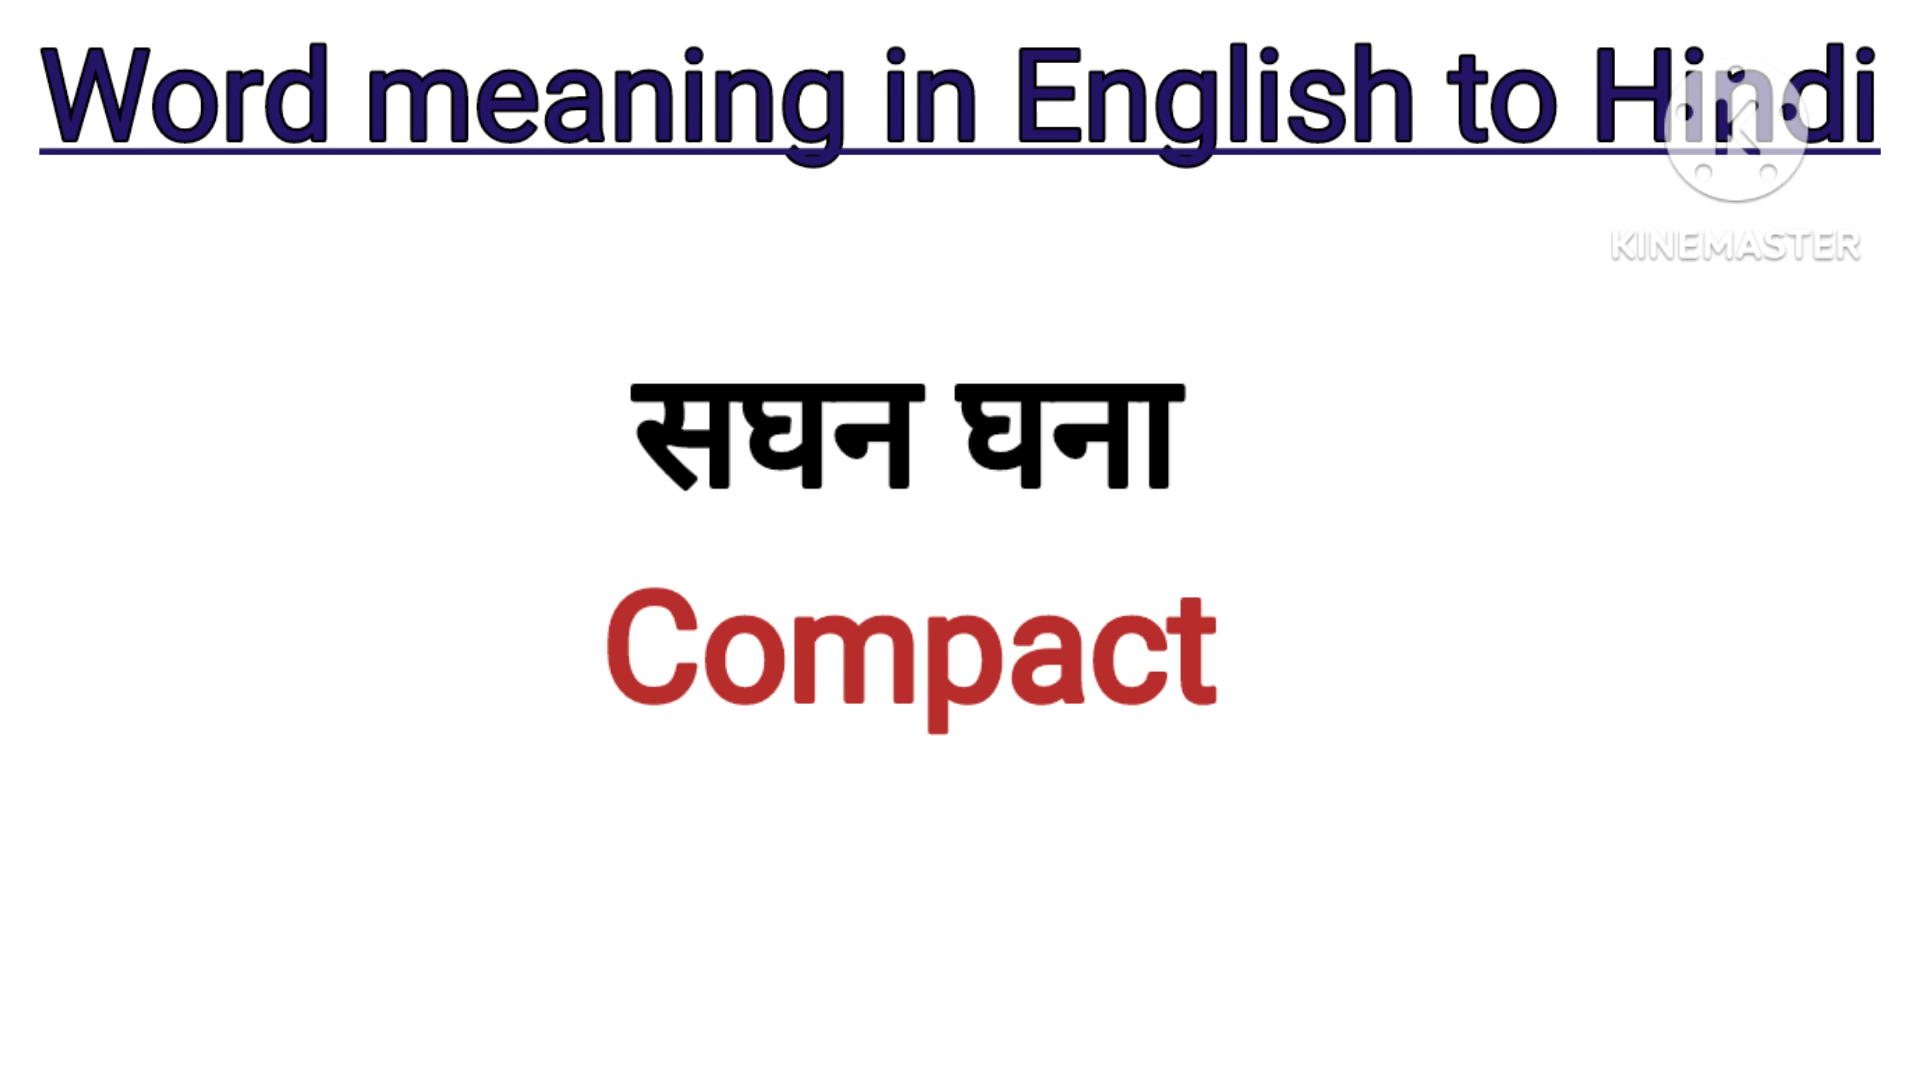 Word meaning in English to Hindi
KINEMASTER
सघन घना
Compact